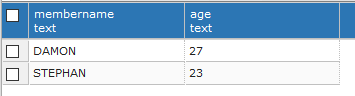 membername age
text text
DAMON 27
STEPHAN 23